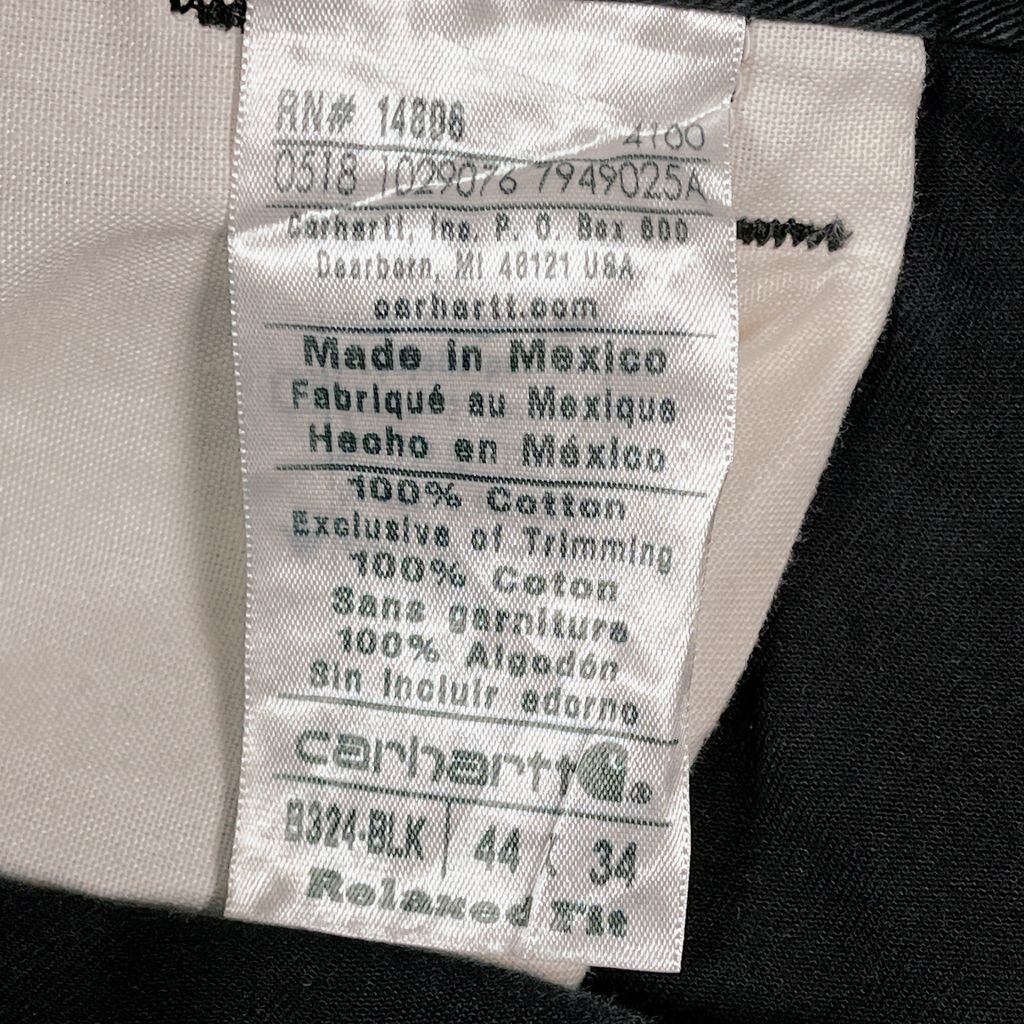 RN# 14806
4100
0518 1029076 7949025A
Carhartt, Inc. P. O Box 600
Dearborn, MI 48121 USA
carhartt.com
Made in Mexico
Fabriqué au Mexique
Hecho en México
100% Cotton
Exclusive of Trimming
100% Coton
Sans garniture
100% Algodón
Sin Incluir adorno
carhartt ®
B324-BLK 44 34
Relaxed Fit